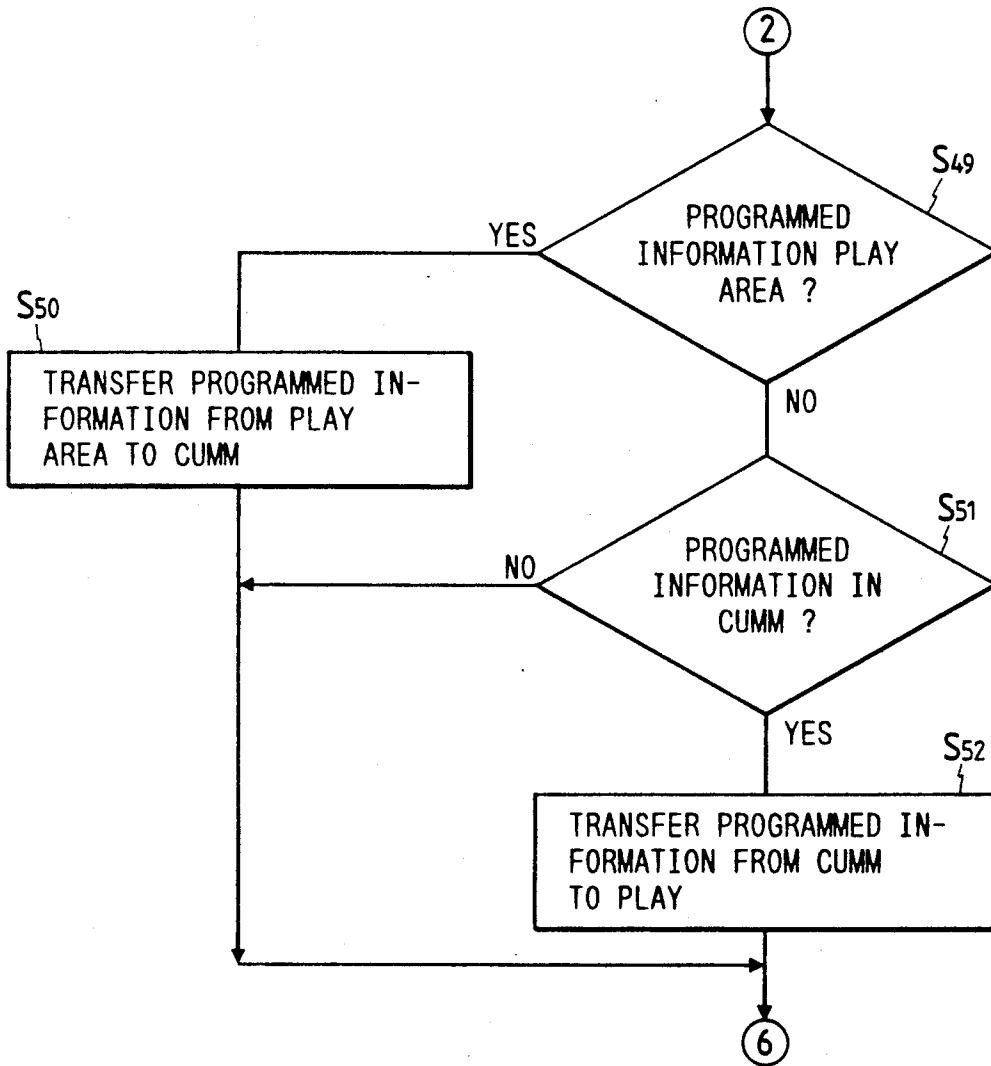 2
S49
PROGRAMMED
INFORMATION PLAY
AREA ?
YES
NO
S50
TRANSFER PROGRAMMED IN-
FORMATION FROM PLAY
AREA TO CUMM
S51
PROGRAMMED
INFORMATION IN
CUMM ?
NO
YES
S52
TRANSFER PROGRAMMED IN-
FORMATION FROM CUMM
TO PLAY
6